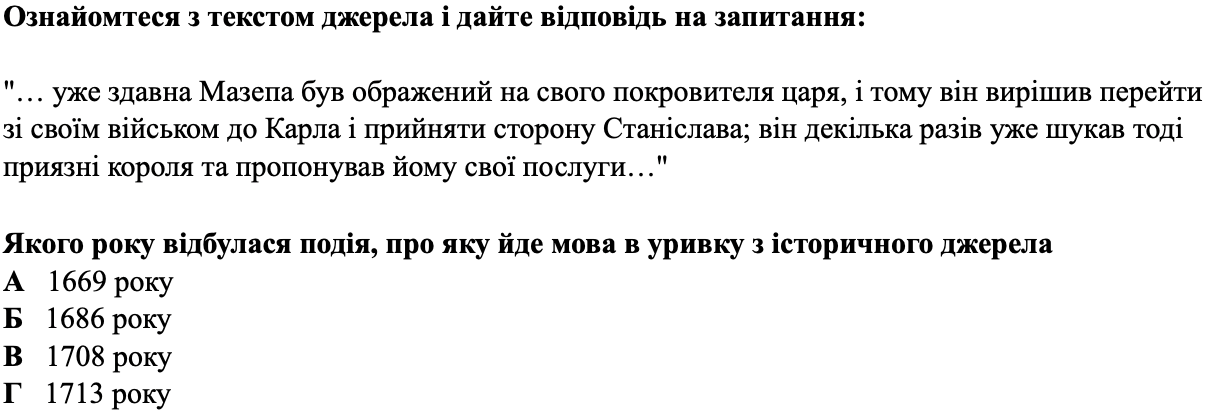 Ознайомтеся з текстом джерела і дайте відповідь на запитання:
"… уже здавна Мазепа був ображений на свого покровителя царя, і тому він вирішив перейти
зі своїм військом до Карла і прийняти сторону Станіслава; він декілька разів уже шукав тоді
приязні короля та пропонував йому свої послуги…"
Якого року відбулася подія, про яку йде мова в уривку з історичного джерела
А 1669 року
Б 1686 року
В 1708 року
Г 1713 року